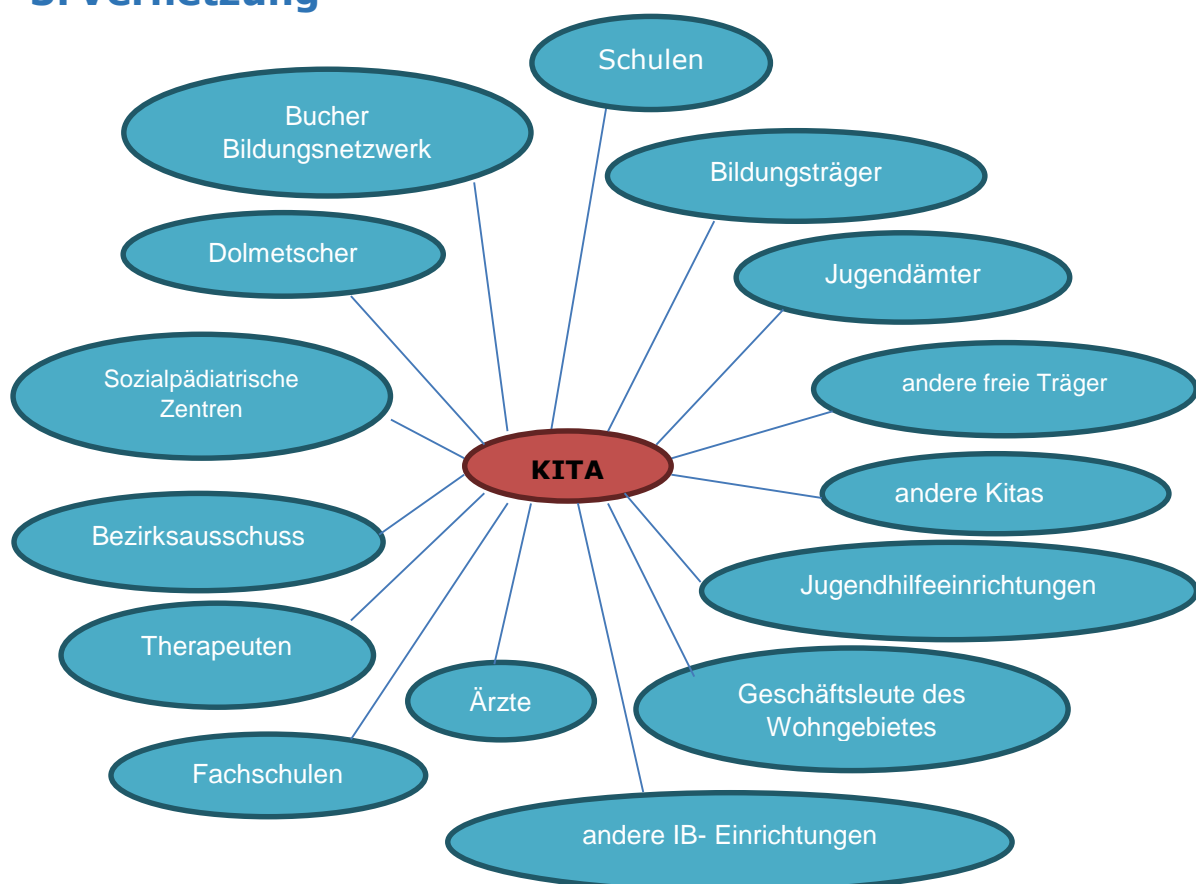 Vernetzung
Schulen
Bucher
Bildungsnetzwerk
Bildungsträger
Dolmetscher
Jugendämter
Sozialpädiatrische
Zentren
andere freie Träger
KITA
andere Kitas
Bezirksausschuss
Jugendhilfeeinrichtungen
Therapeuten
Ärzte
Geschäftsleute des
Wohngebietes
Fachschulen
andere IB- Einrichtungen